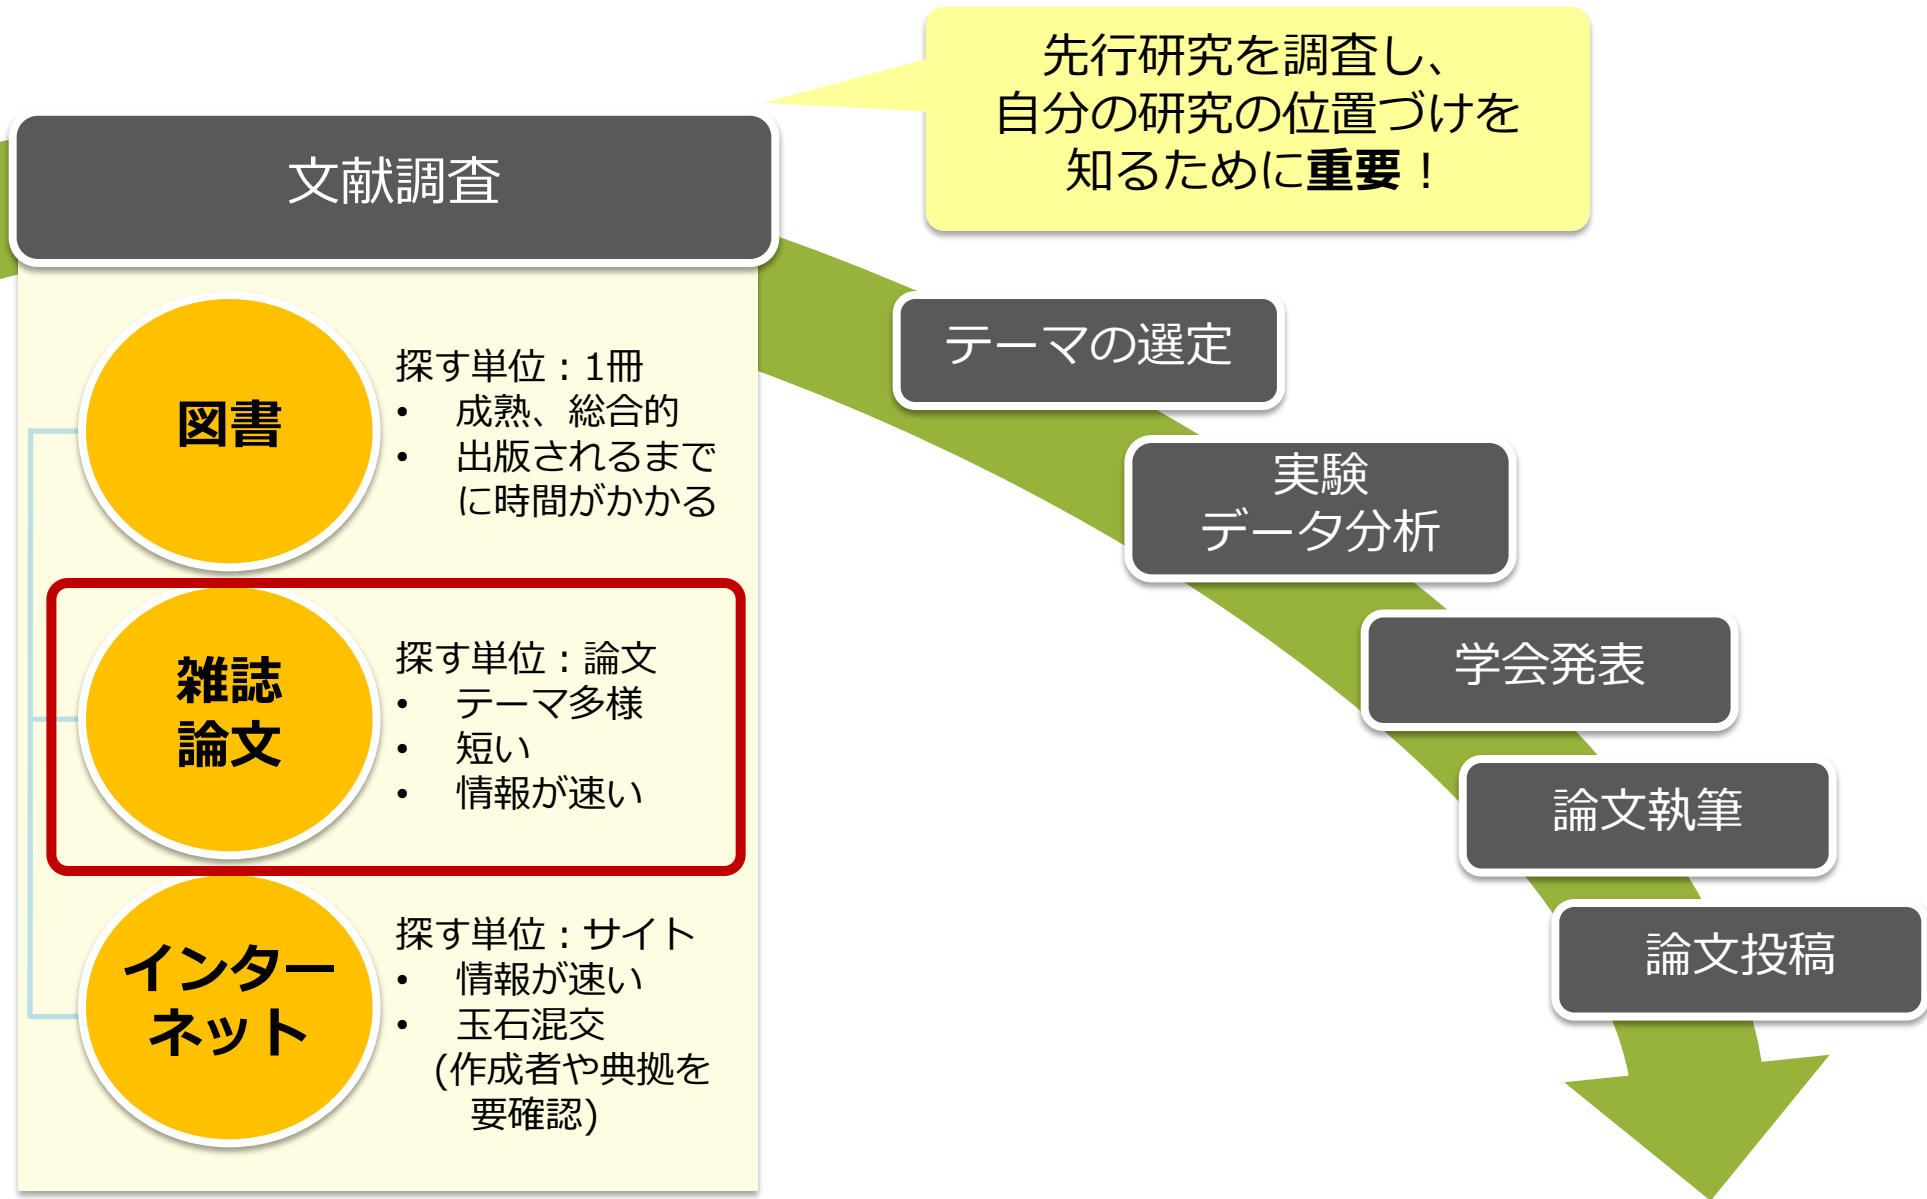 先行研究を調査し、
自分の研究の位置づけを
知るために重要！
文献調査
図書
探す単位：1冊
• 成熟、総合的
• 出版されるまで
に時間がかかる
雑誌
論文
探す単位：論文
• テーマ多様
• 短い
• 情報が速い
インター
ネット
探す単位：サイト
• 情報が速い
• 玉石混交
(作成者や典拠を
要確認)
テーマの選定
実験
データ分析
学会発表
論文執筆
論文投稿